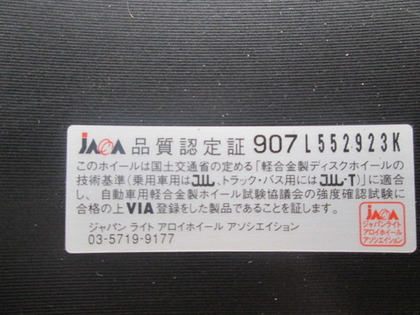 JAWA 品質認定証 907 L552923K
このホイールは国土交通省の定める「軽合金製ディスクホイールの
技術基準（乗用車用はJWL、トラック・バス用にはJWL-T）」に適合
し、自動車用軽合金製ホイール試験協議会の強度確認試験に
合格の上VIA登録をした製品であることを証します。
ジャパン ライト アロイホイール アソシエイション
03-5719-9177
JAWA
ジャパンライト
アロイホイール
アソシエイション